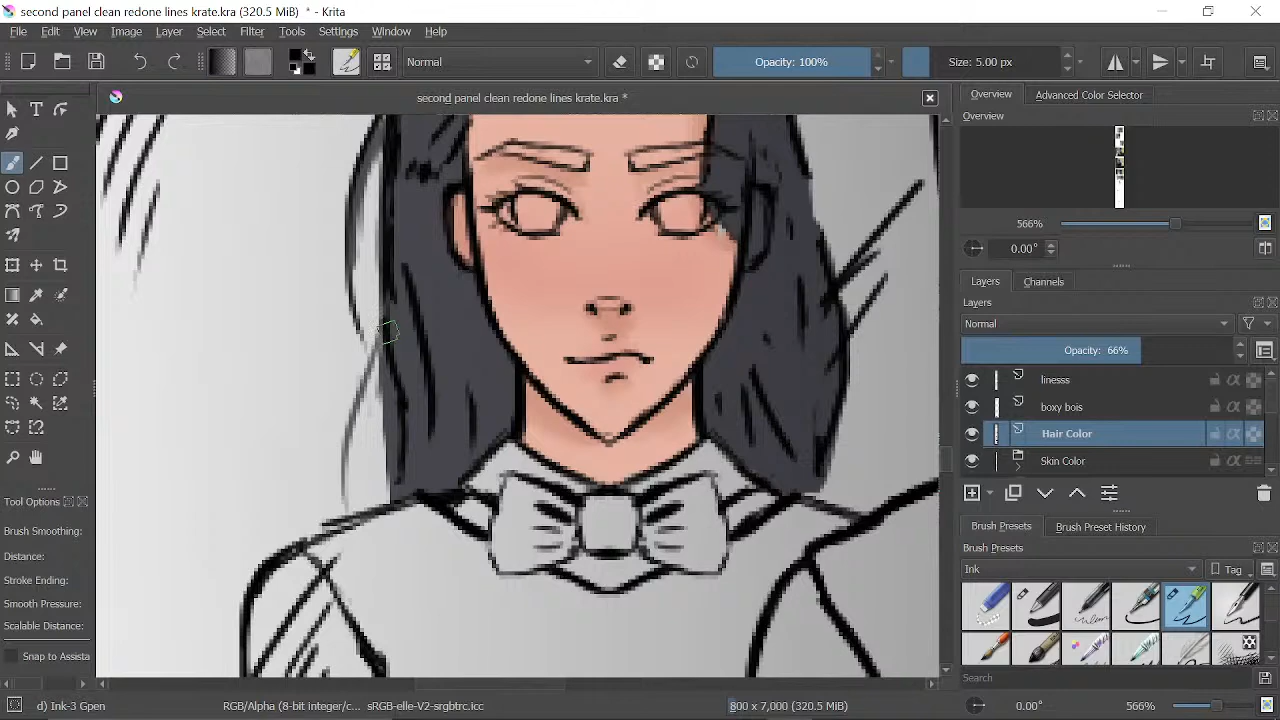 second panel clean redone lines krate.kra (320.5 MiB) * - Krita
File Edit View Image Layer Select Filter Tools Settings Window Help
Normal Opacity: 100% Size: 5.00 px
second panel clean redone lines krate.kra *
Overview Advanced Color Selector
Overview
566%
0.00°
Layers Channels
Layers
Normal
Opacity: 66%
linesss
boxy bois
Hair Color
Skin Color
Tool Options
Brush Smoothing:
Distance:
Stroke Ending:
Smooth Pressure:
Scalable Distance:
Snap to Assista
Brush Presets Brush Preset History
Brush Presets
Ink Tag
Search
d) Ink-3 Gpen RGB/Alpha (8-bit integer/c... sRGB-elle-V2-srgbtrc.icc 800 x 7,000 (320.5 MiB) 0.00° 566%